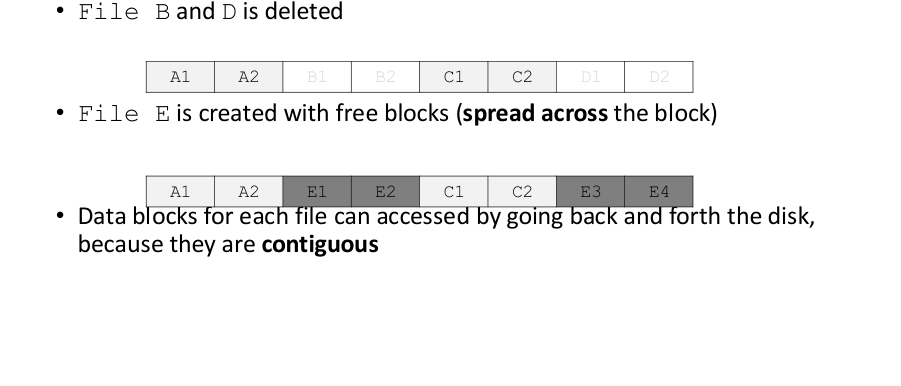 • File B and D is deleted
A1 A2 B1 B2 C1 C2 D1 D2
• File E is created with free blocks (spread across the block)
A1 A2 E1 E2 C1 C2 E3 E4
• Data blocks for each file can accessed by going back and forth the disk,
because they are contiguous